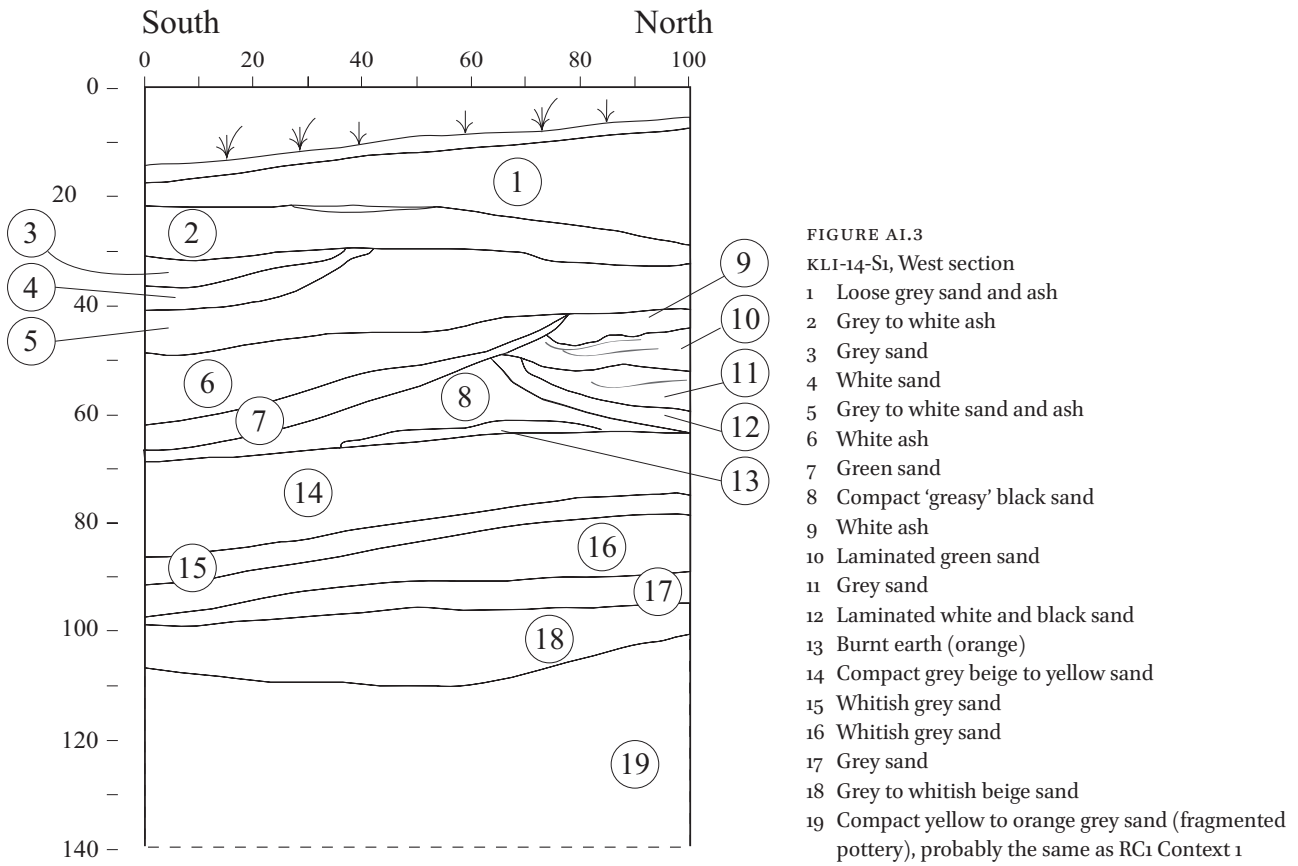 South North
0 20 40 60 80 100
0
20
40
60
80
100
120
140
1
2
3
4
5
6
7
8
9
10
11
12
13
14
15
16
17
18
19
FIGURE A1.3
KLI-14-S1, West section
1 Loose grey sand and ash
2 Grey to white ash
3 Grey sand
4 White sand
5 Grey to white sand and ash
6 White ash
7 Green sand
8 Compact ‘greasy’ black sand
9 White ash
10 Laminated green sand
11 Grey sand
12 Laminated white and black sand
13 Burnt earth (orange)
14 Compact grey beige to yellow sand
15 Whitish grey sand
16 Whitish grey sand
17 Grey sand
18 Grey to whitish beige sand
19 Compact yellow to orange grey sand (fragmented
pottery), probably the same as RC1 Context 1